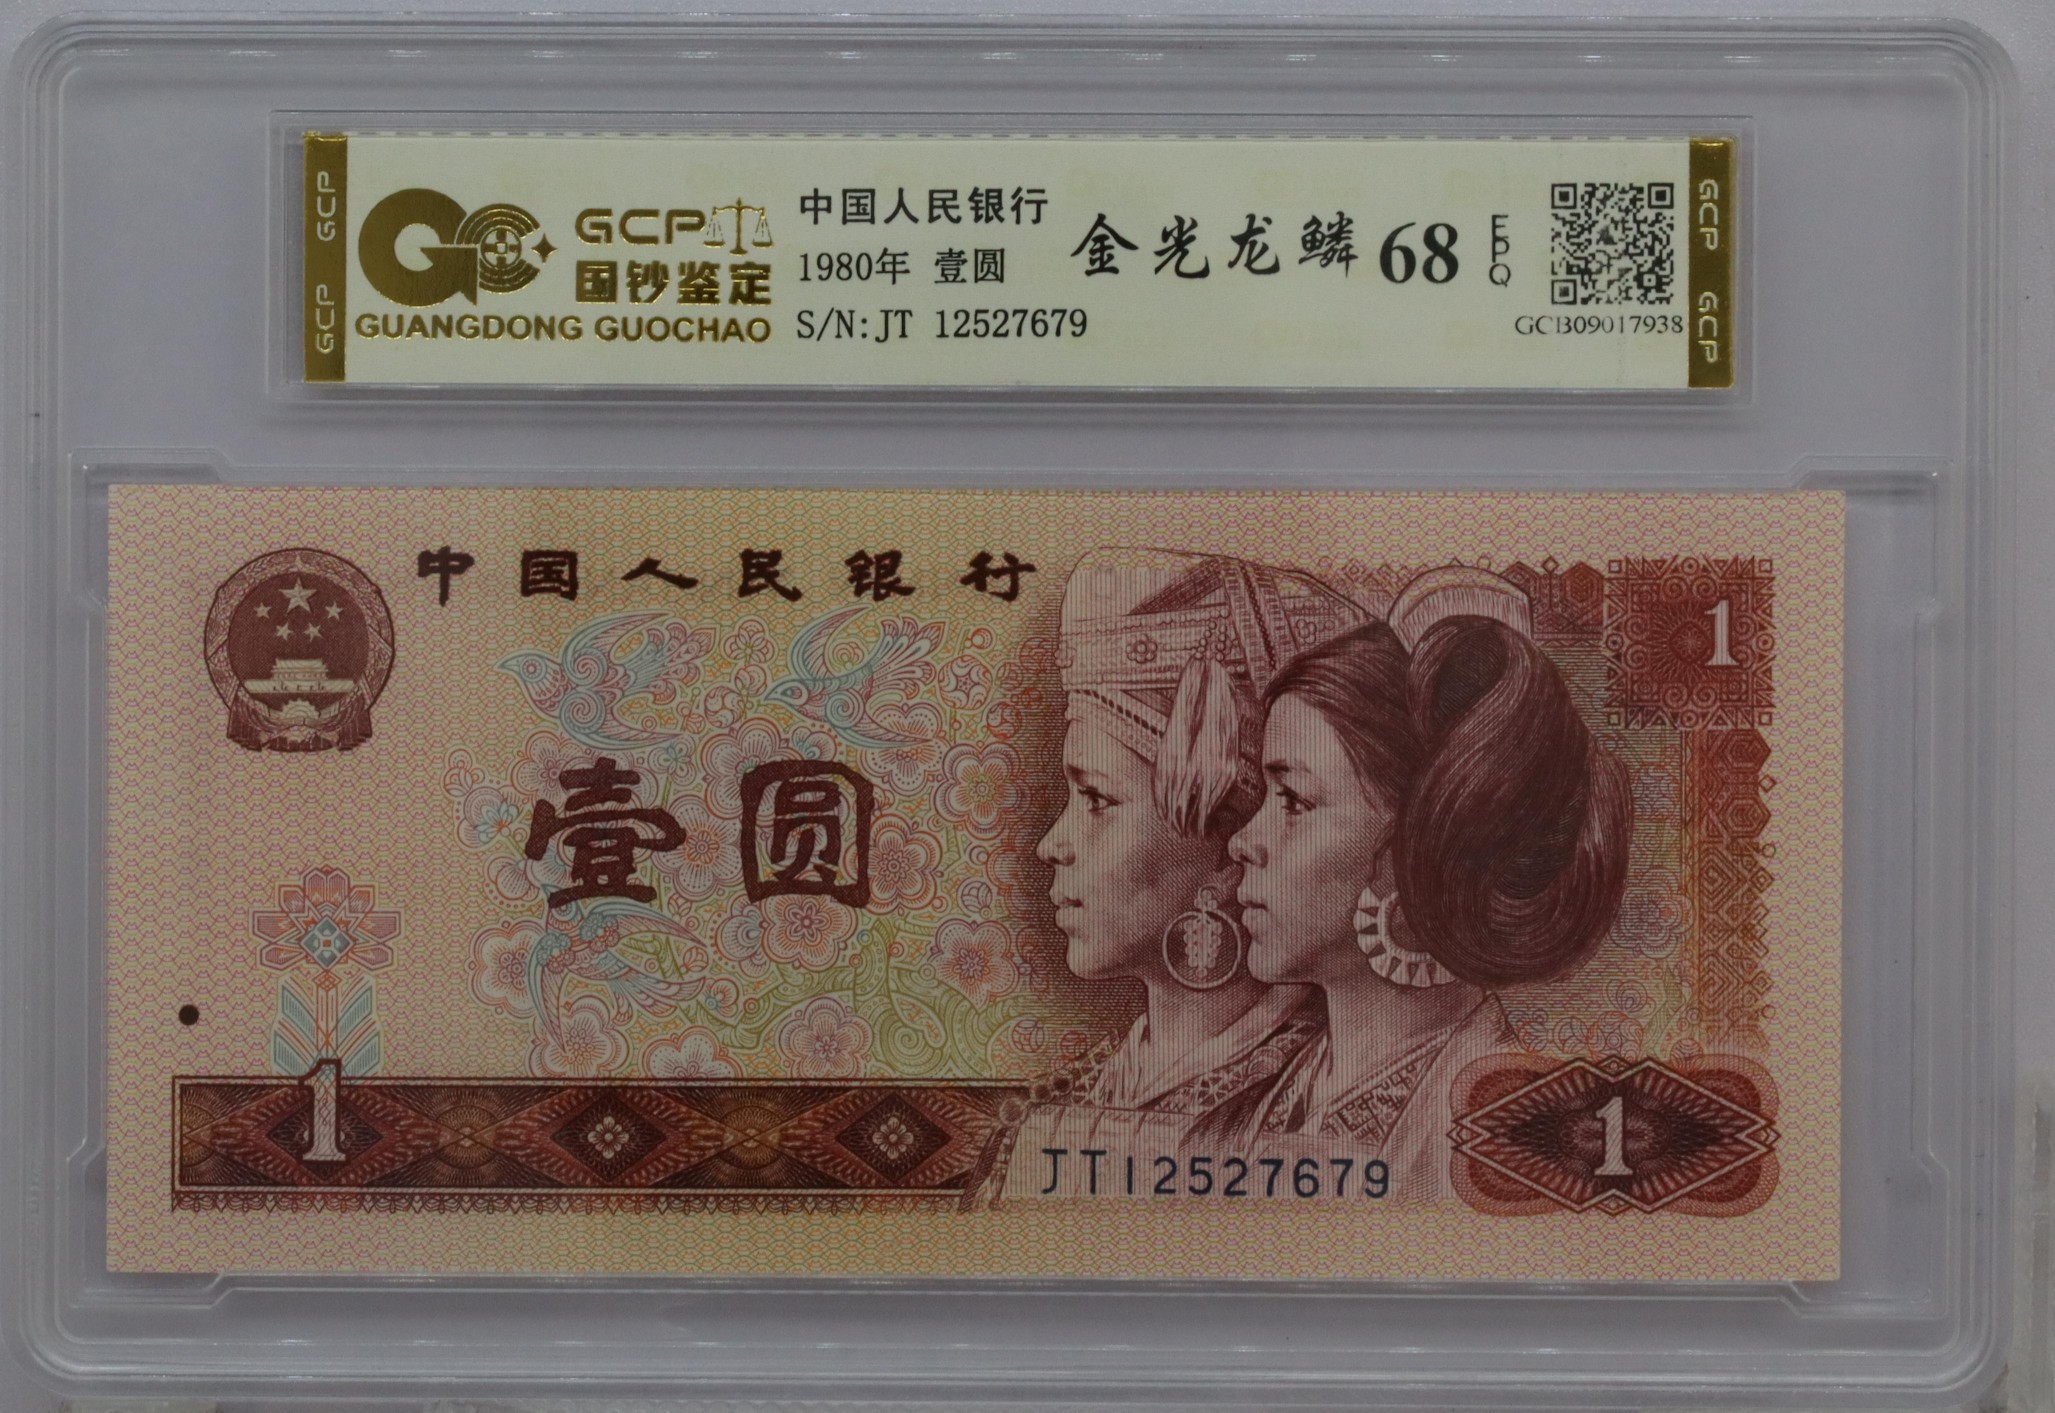 GCP GCP
GCP
国钞鉴定
GUANGDONG GUOCHAO
中国人民银行
1980年 壹圆
S/N:JT 12527679
金光龙鳞 68 EPQ
GCB09017938
GCP GCP
中国人民银行
1
壹圆
1
JT12527679
1